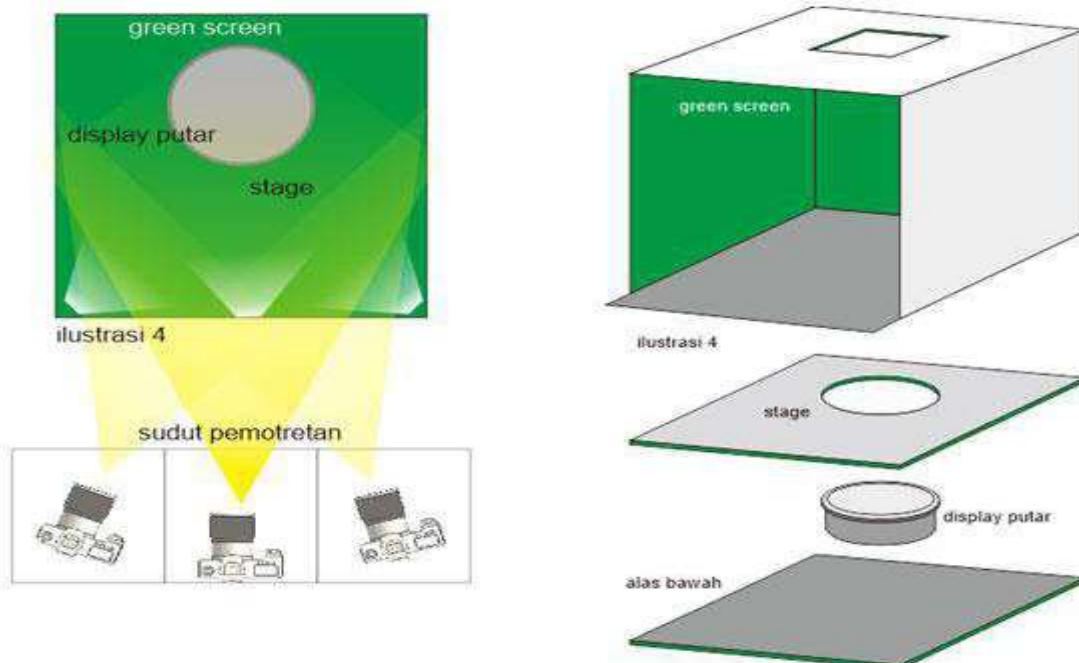 green screen
display putar
stage
ilustrasi 4
sudut pemotretan
green screen
ilustrasi 4
stage
display putar
alas bawah